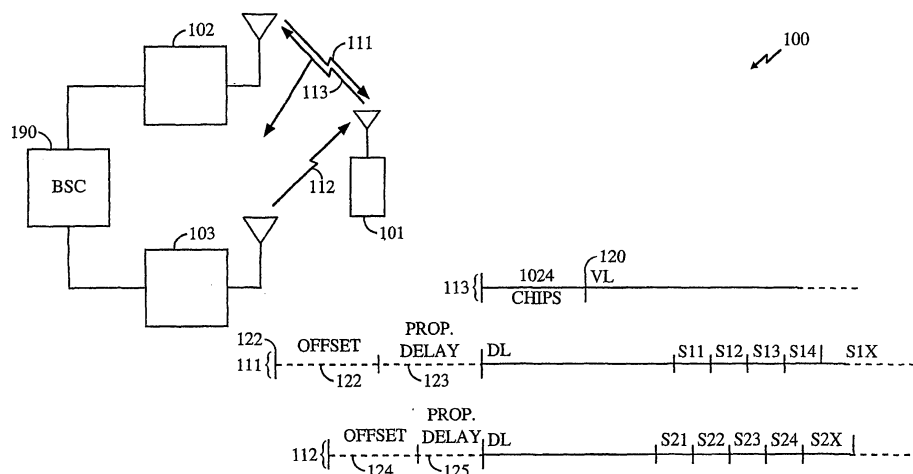 102
111
100
113
190
BSC
112
101
103
120
113 1024 VL
CHIPS
122
111 OFFSET PROP. DELAY DL S11 S12 S13 S14 S1X
122 123
112 OFFSET PROP. DELAY DL S21 S22 S23 S24 S2X
124 125